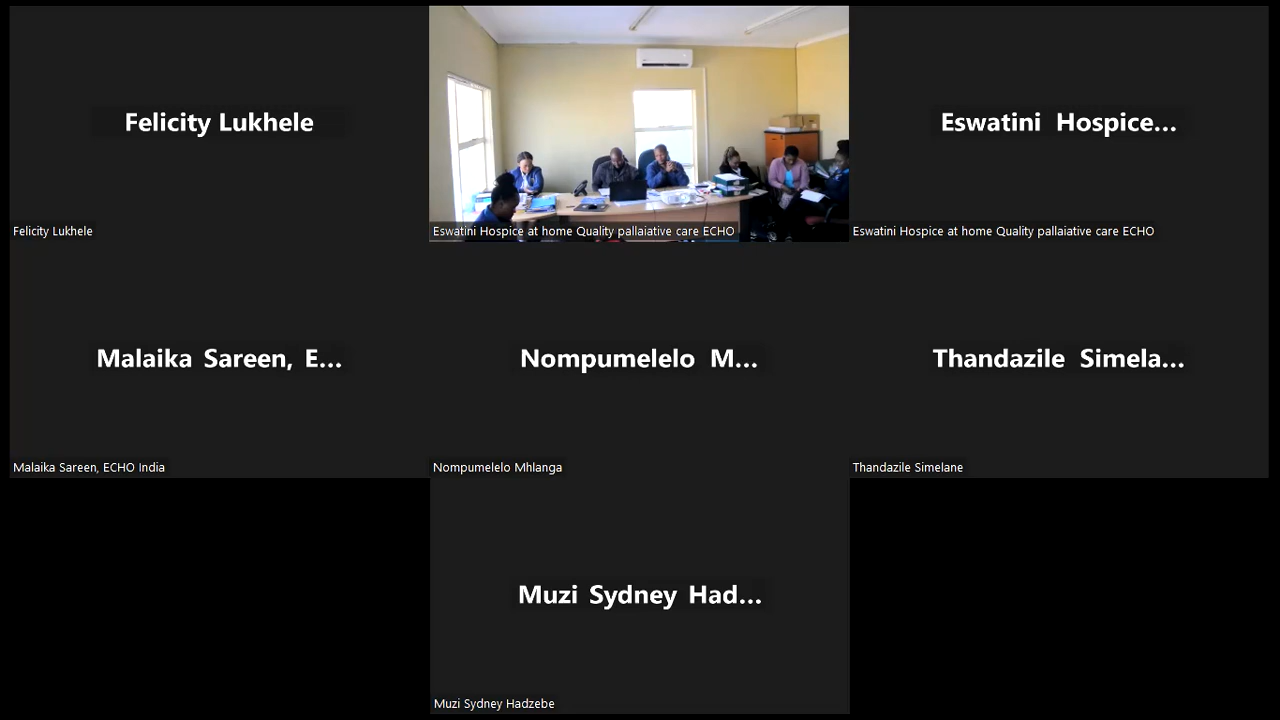 Felicity Lukhele
Felicity Lukhele
Eswatini Hospice at home Quality pallaiative care ECHO
Eswatini Hospice...
Eswatini Hospice at home Quality pallaiative care ECHO
Malaika Sareen, E...
Malaika Sareen, ECHO India
Nompumelelo M...
Nompumelelo Mhlanga
Thandazile Simela...
Thandazile Simelane
Muzi Sydney Had...
Muzi Sydney Hadzebe